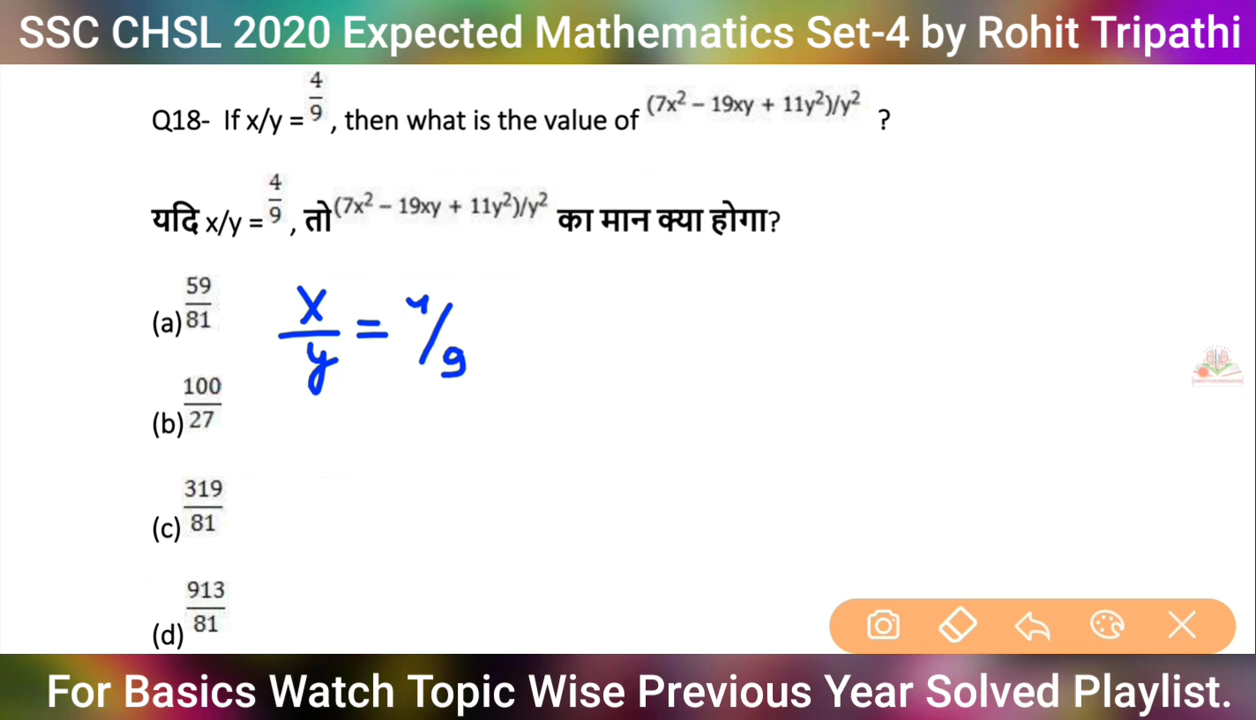 SSC CHSL 2020 Expected Mathematics Set-4 by Rohit Tripathi
Q18- If x/y = 4/9 , then what is the value of (7x² – 19xy + 11y²)/y² ?
यदि x/y = 4/9 , तो (7x² – 19xy + 11y²)/y² का मान क्या होगा?
(a) 59/81
x/y = 4/9
(b) 100/27
(c) 319/81
(d) 913/81
For Basics Watch Topic Wise Previous Year Solved Playlist.